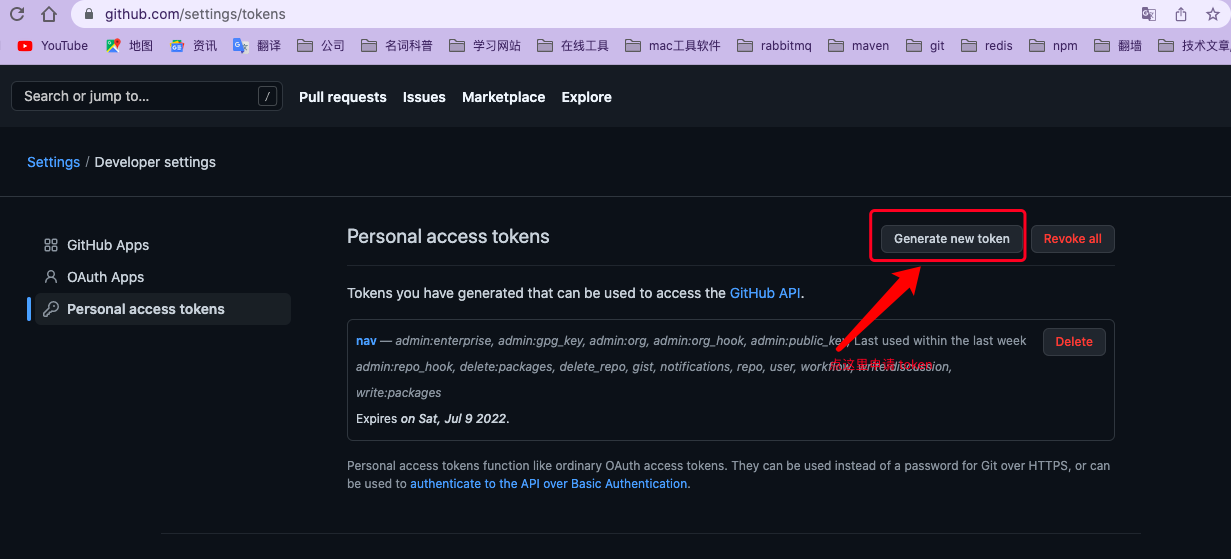 github.com/settings/tokens
YouTube 地图 资讯 翻译 公司 名词科普 学习网站 在线工具 mac工具软件 rabbitmq maven git redis npm 翻墙 技术文章
Search or jump to... / Pull requests Issues Marketplace Explore
Settings / Developer settings
GitHub Apps
OAuth Apps
Personal access tokens
Personal access tokens
Generate new token
Revoke all
Tokens you have generated that can be used to access the GitHub API.
nav — admin:enterprise, admin:gpg_key, admin:org, admin:org_hook, admin:public_key, Last used within the last week
Delete
点这里申请 token
admin:repo_hook, delete:packages, delete_repo, gist, notifications, repo, user, workflow, write:discussion,
write:packages
Expires on Sat, Jul 9 2022.
Personal access tokens function like ordinary OAuth access tokens. They can be used instead of a password for Git over HTTPS, or can
be used to authenticate to the API over Basic Authentication.